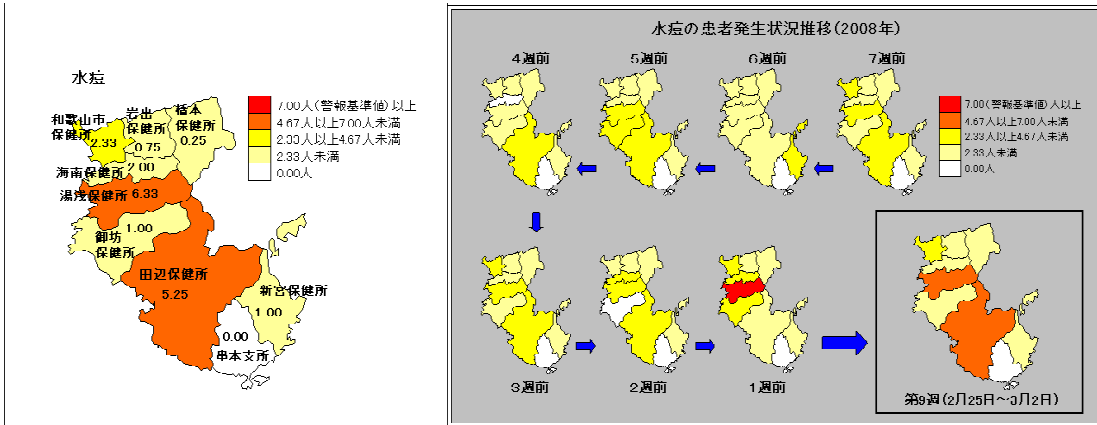 水痘
和歌山市
保健所
2.33
岩出
保健所
0.75
橋本
保健所
0.25
海南保健所
2.00
湯浅保健所 6.33
御坊
保健所
1.00
田辺保健所
5.25
新宮保健所
1.00
0.00
串本支所
7.00人(警報基準値)以上
4.67人以上7.00人未満
2.33人以上4.67人未満
2.33人未満
0.00人
水痘の患者発生状況推移(2008年)
4週前
5週前
6週前
7週前
7.00(警報基準値)人以上
4.67人以上7.00人未満
2.33人以上4.67人未満
2.33人未満
0.00人
3週前
2週前
1週前
第9週(2月25日~3月2日)